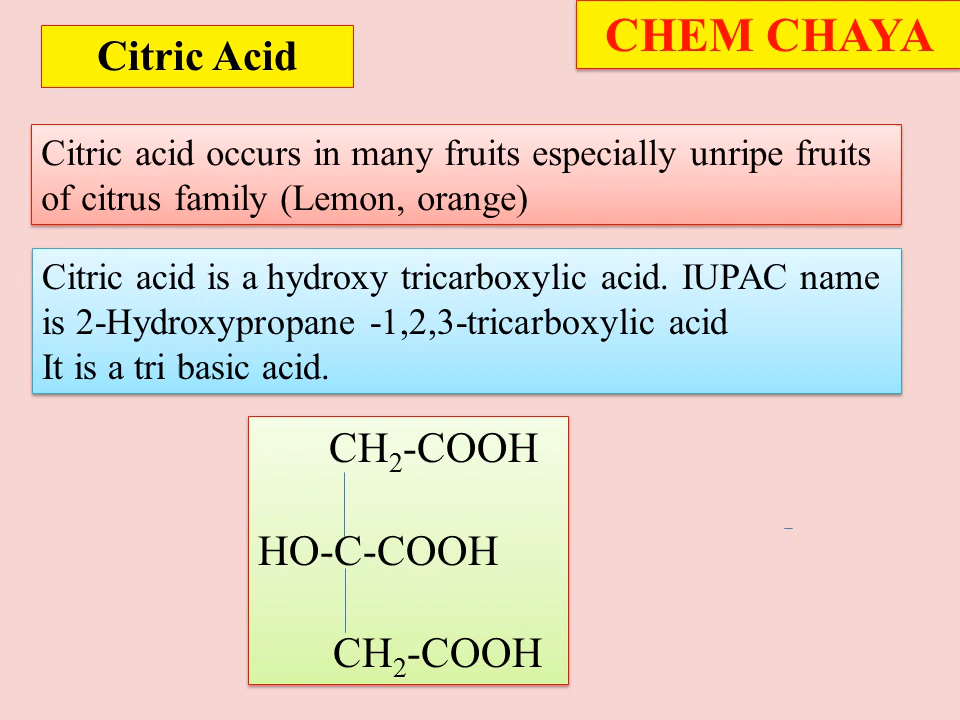 CHEM CHAYA
Citric Acid
Citric acid occurs in many fruits especially unripe fruits
of citrus family (Lemon, orange)
Citric acid is a hydroxy tricarboxylic acid. IUPAC name
is 2-Hydroxypropane -1,2,3-tricarboxylic acid
It is a tri basic acid.
CH₂-COOH
HO-C-COOH
CH₂-COOH